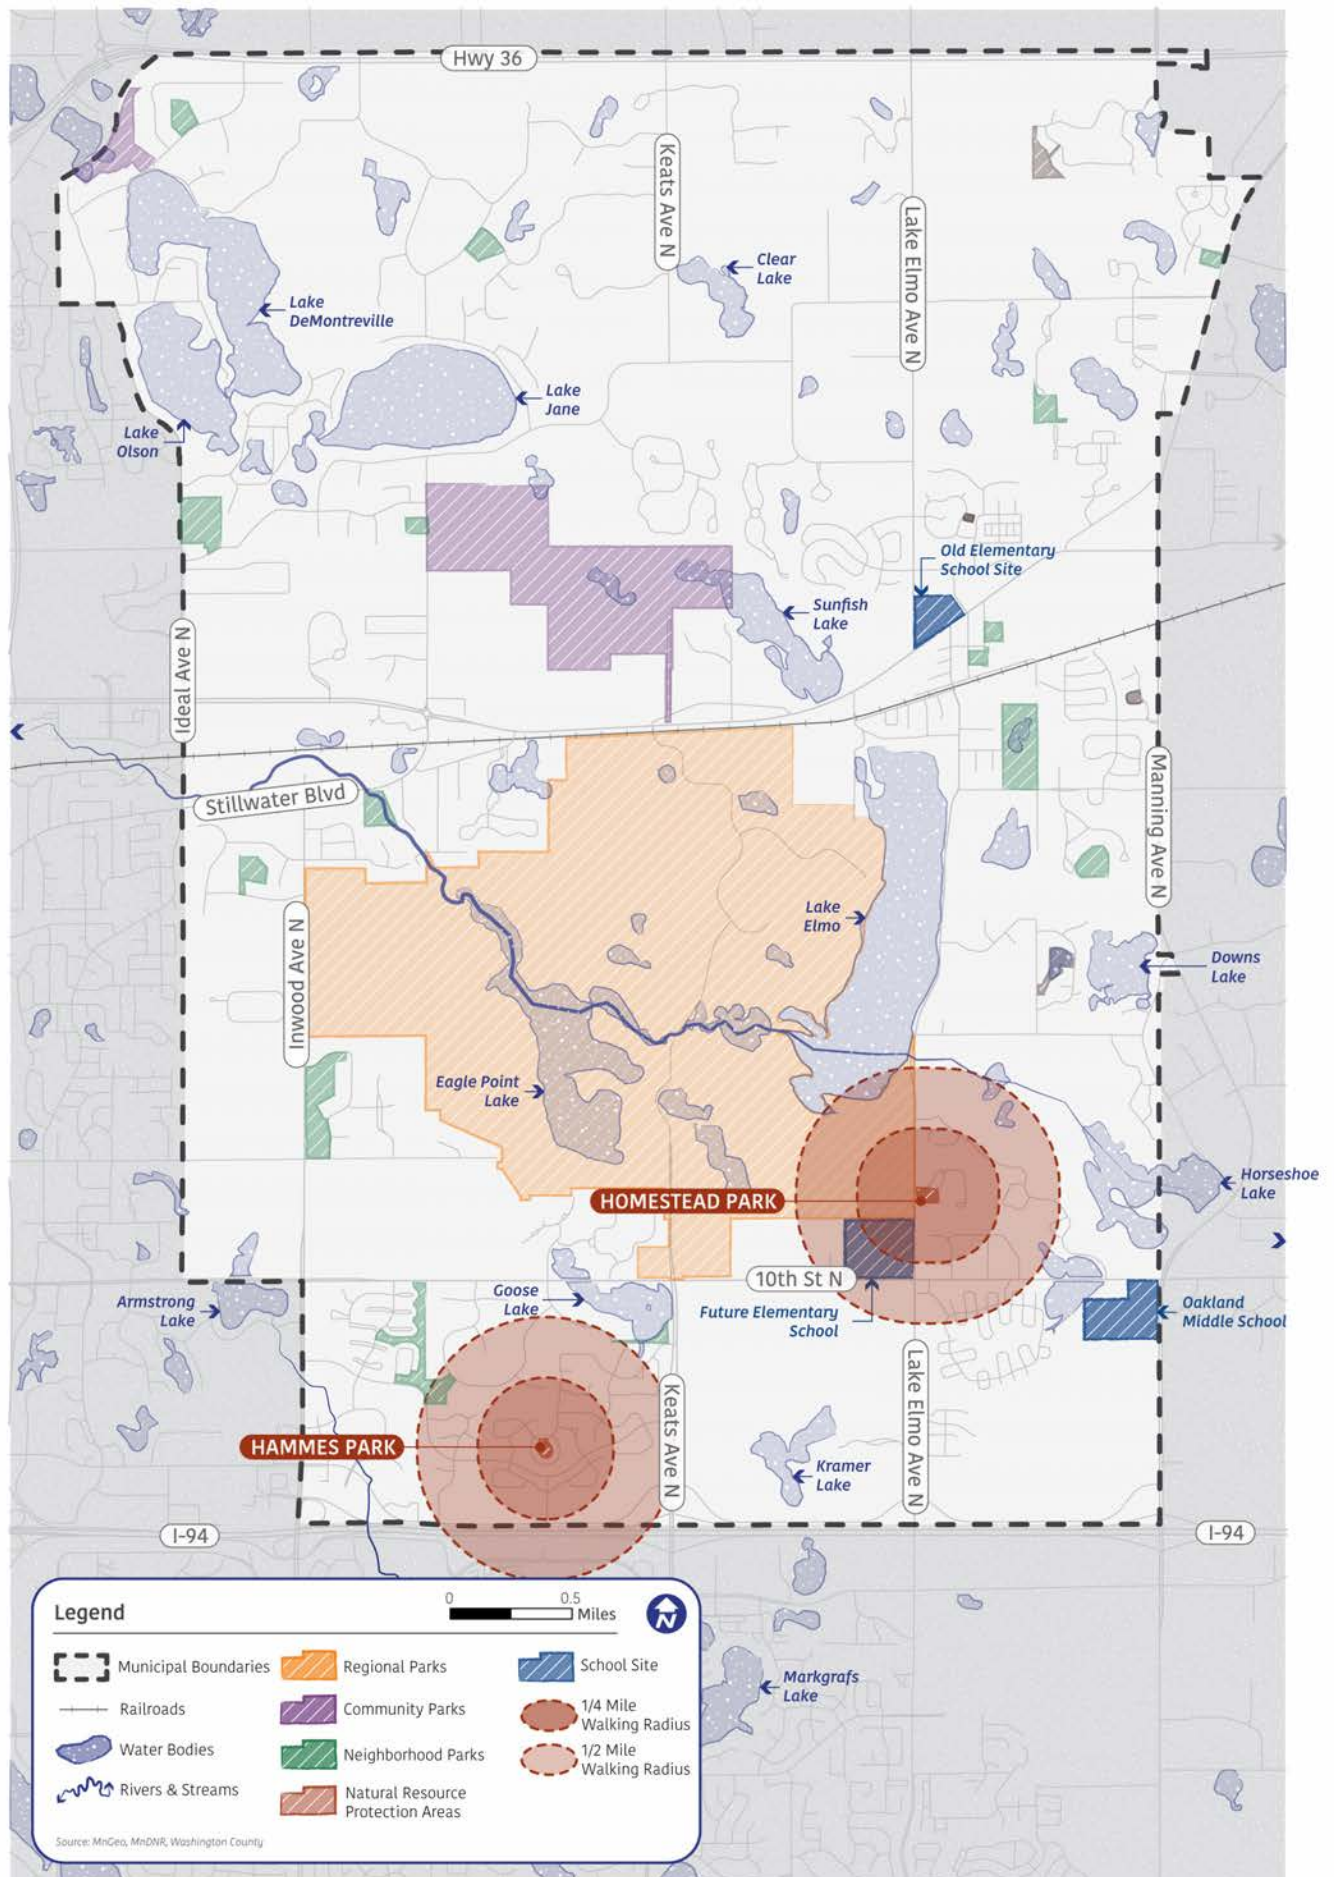 Hwy 36
Keats Ave N
Lake Elmo Ave N
Clear
Lake
Lake
DeMontreville
Lake
Jane
Lake
Olson
Old Elementary
School Site
Sunfish
Lake
Ideal Ave N
Stillwater Blvd
Manning Ave N
Lake
Elmo
Inwood Ave N
Downs
Lake
Eagle Point
Lake
HOMESTEAD PARK
Horseshoe
Lake
10th St N
Goose
Lake
Armstrong
Lake
Future Elementary
School
Oakland
Middle School
HAMMES PARK
Keats Ave N
Lake Elmo Ave N
Kramer
Lake
I-94
I-94
Legend
0 0.5
Miles
N
Municipal Boundaries
Railroads
Water Bodies
Rivers & Streams
Regional Parks
Community Parks
Neighborhood Parks
Natural Resource
Protection Areas
School Site
1/4 Mile
Walking Radius
1/2 Mile
Walking Radius
Source: MnGeo, MnDNR, Washington County
Markgrafs
Lake